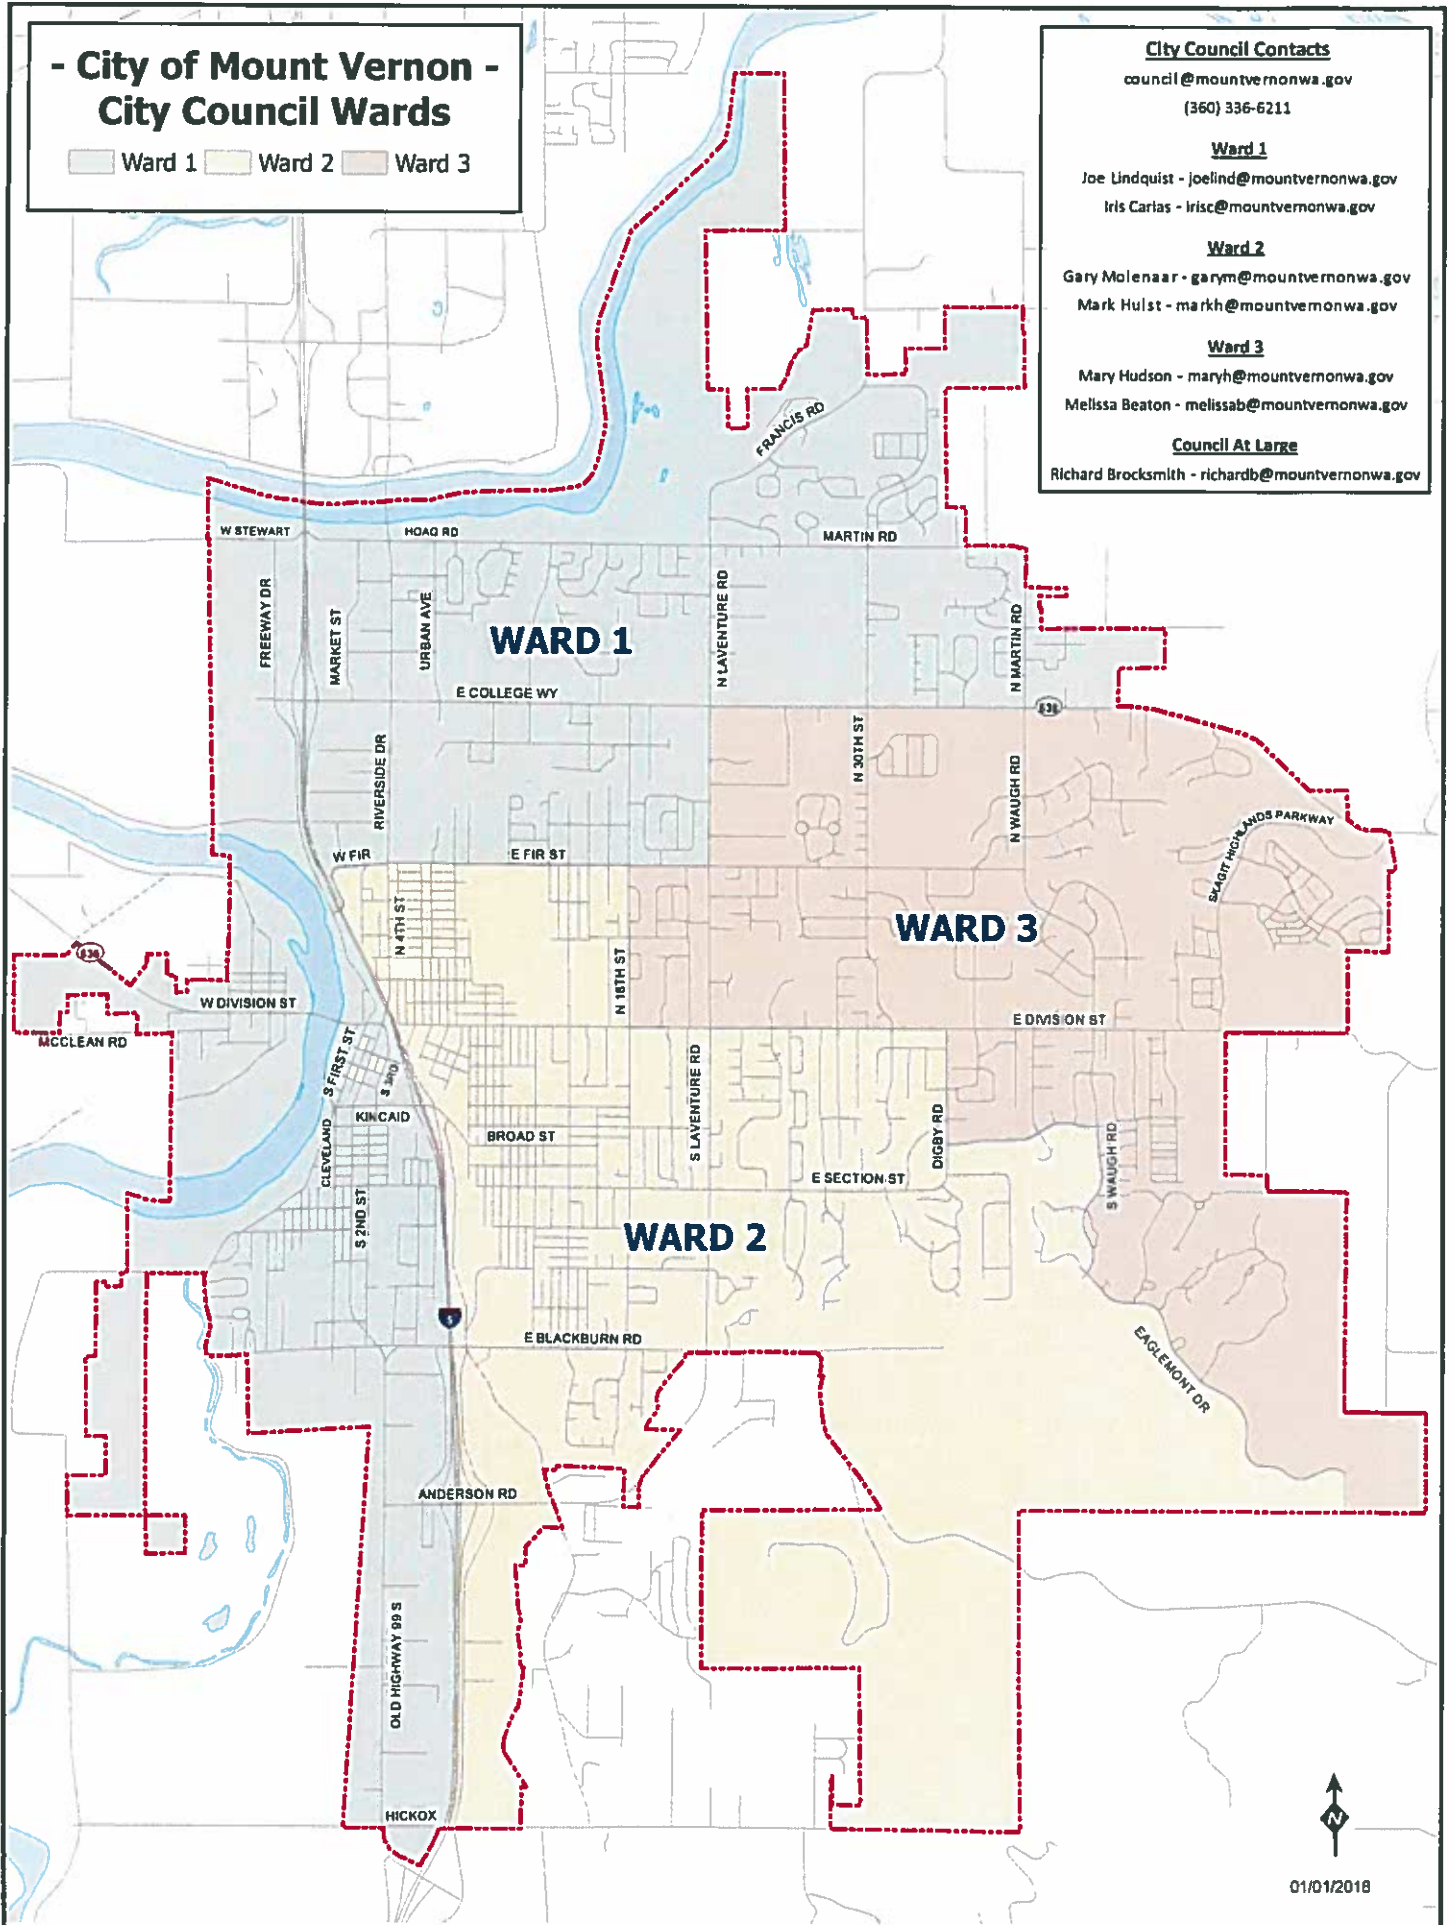 - City of Mount Vernon -
City Council Wards
Ward 1 Ward 2 Ward 3
City Council Contacts
council@mountvernonwa.gov
(360) 336-6211
Ward 1
Joe Lindquist - joelind@mountvernonwa.gov
Iris Carias - irisc@mountvernonwa.gov
Ward 2
Gary Molenaar - garym@mountvernonwa.gov
Mark Hulst - markh@mountvernonwa.gov
Ward 3
Mary Hudson - maryh@mountvernonwa.gov
Melissa Beaton - melissab@mountvernonwa.gov
Council At Large
Richard Brocksmith - richardb@mountvernonwa.gov
FRANCIS RD
W STEWART
HOAG RD
MARTIN RD
FREEWAY DR
MARKET ST
URBAN AVE
WARD 1
N LAVENTURE RD
N MARTIN RD
E COLLEGE WY
538
RIVERSIDE DR
N 30TH ST
N WAUGH RD
SKAGIT HIGHLANDS PARKWAY
W FIR
E FIR ST
N 4TH ST
WARD 3
N 18TH ST
536
W DIVISION ST
E DIVISION ST
MCCLEAN RD
S FIRST ST
S 3RD
S LAVENTURE RD
KINCAID
CLEVELAND
BROAD ST
DIGBY RD
S WAUGH RD
E SECTION ST
S 2ND ST
WARD 2
5
E BLACKBURN RD
EAGLEMONT DR
ANDERSON RD
OLD HIGHWAY 99 S
HICKOX
N
01/01/2018